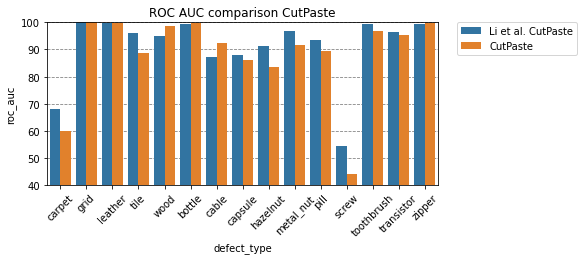 ROC AUC comparison CutPaste
Li et al. CutPaste
CutPaste
roc_auc
100
90
80
70
60
50
40
carpet
grid
leather
tile
wood
bottle
cable
capsule
hazelnut
metal_nut
pill
screw
toothbrush
transistor
zipper
defect_type